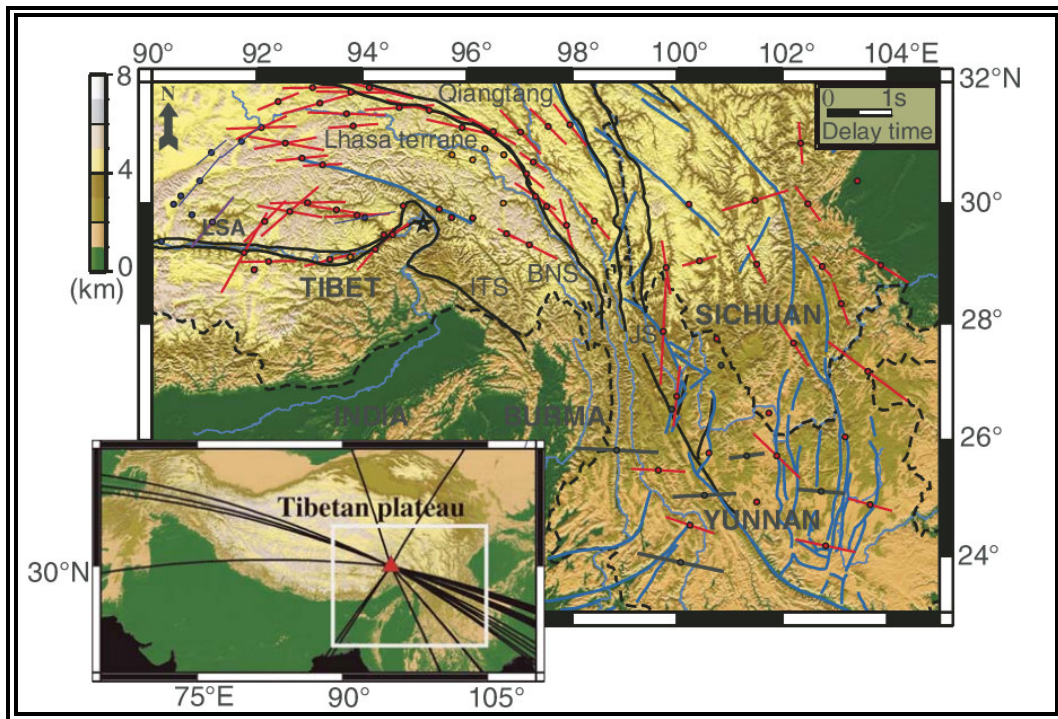 90° 92° 94° 96° 98° 100° 102° 104°E
8
4
0
(km)
N
0 1s
Delay time
32°N
30°
28°
26°
24°
Qiangtang
Lhasa terrane
LSA
TIBET
ITS
BNS
JS
SICHUAN
INDIA
BURMA
YUNNAN
Tibetan plateau
30°N
75°E 90° 105°